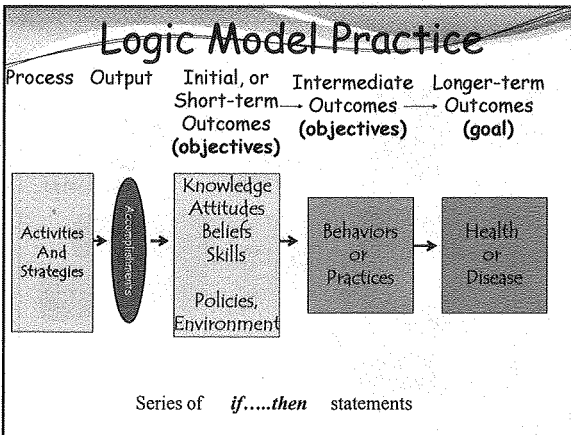 Logic Model Practice
Process
Output
Initial, or
Short-term
Outcomes
(objectives)
Intermediate
Outcomes
(objectives)
Longer-term
Outcomes
(goal)
Activities
And
Strategies
Accomplishments
Knowledge
Attitudes
Beliefs
Skills
Policies,
Environment
Behaviors
or
Practices
Health
or
Disease
Series of if.....then statements